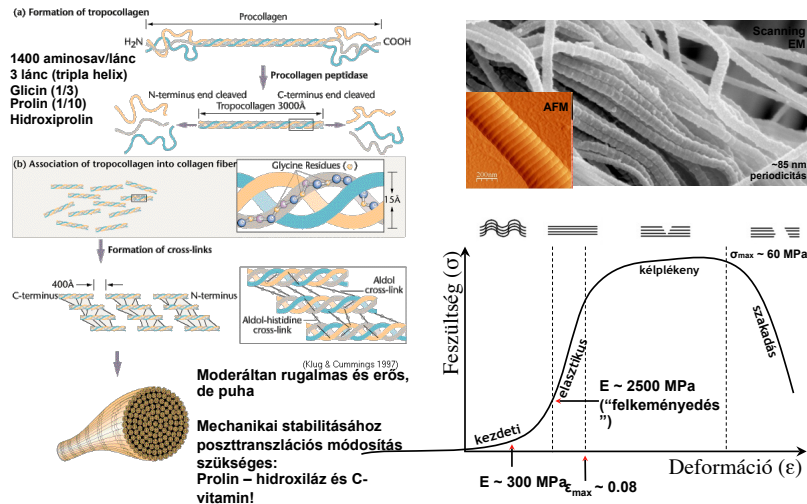 (a) Formation of tropocollagen
Procollagen
H₂N
COOH
1400 aminosav/lánc
3 lánc (tripla helix)
Glicin (1/3)
Prolin (1/10)
Hidroxiprolin
Procollagen peptidase
N-terminus end cleaved
C-terminus end cleaved
Tropocollagen 3000Å
(b) Association of tropocollagen into collagen fiber
Glycine Residues ( )
15Å
Formation of cross-links
400Å
C-terminus
N-terminus
Aldol
cross-link
Aldol-histidine
cross-link
(Klug & Cummings 1997)
Moderáltan rugalmas és erős,
de puha
Mechanikai stabilitásához
poszttranszlációs módosítás
szükséges:
Prolin – hidroxiláz és C-
vitamin!
Scanning
EM
AFM
200nm
~85 nm
periodicitás
Feszültség (σ)
σmax ~ 60 MPa
kélplékeny
elasztikus
szakadás
E ~ 2500 MPa
(“felkeményedés
”)
kezdeti
Deformáció (ε)
E ~ 300 MPa
εmax ~ 0.08